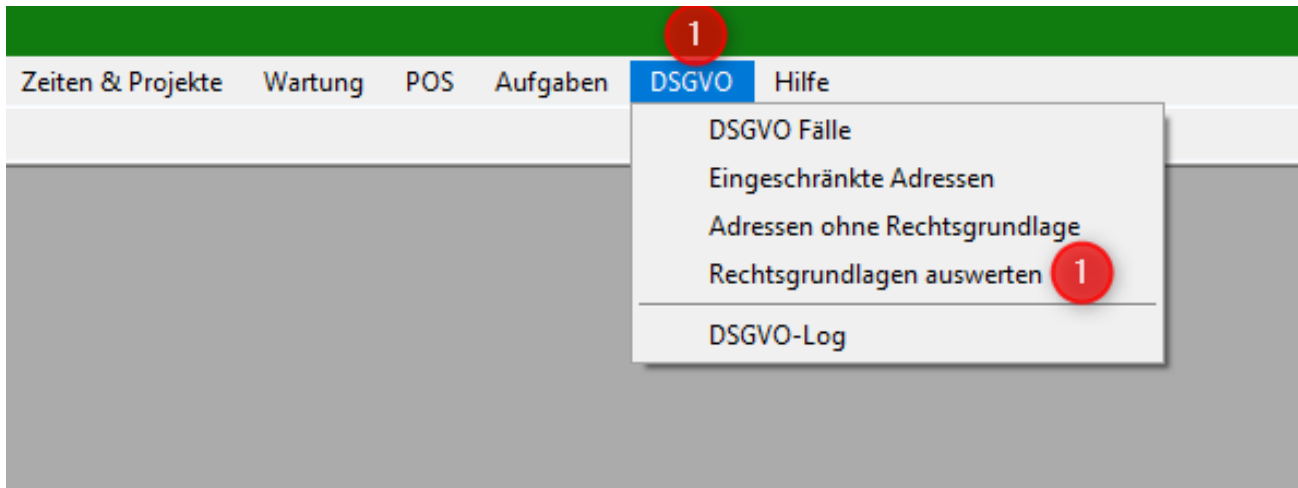 1
Zeiten & Projekte Wartung POS Aufgaben DSGVO Hilfe
DSGVO Fälle
Eingeschränkte Adressen
Adressen ohne Rechtsgrundlage
Rechtsgrundlagen auswerten 1
DSGVO-Log